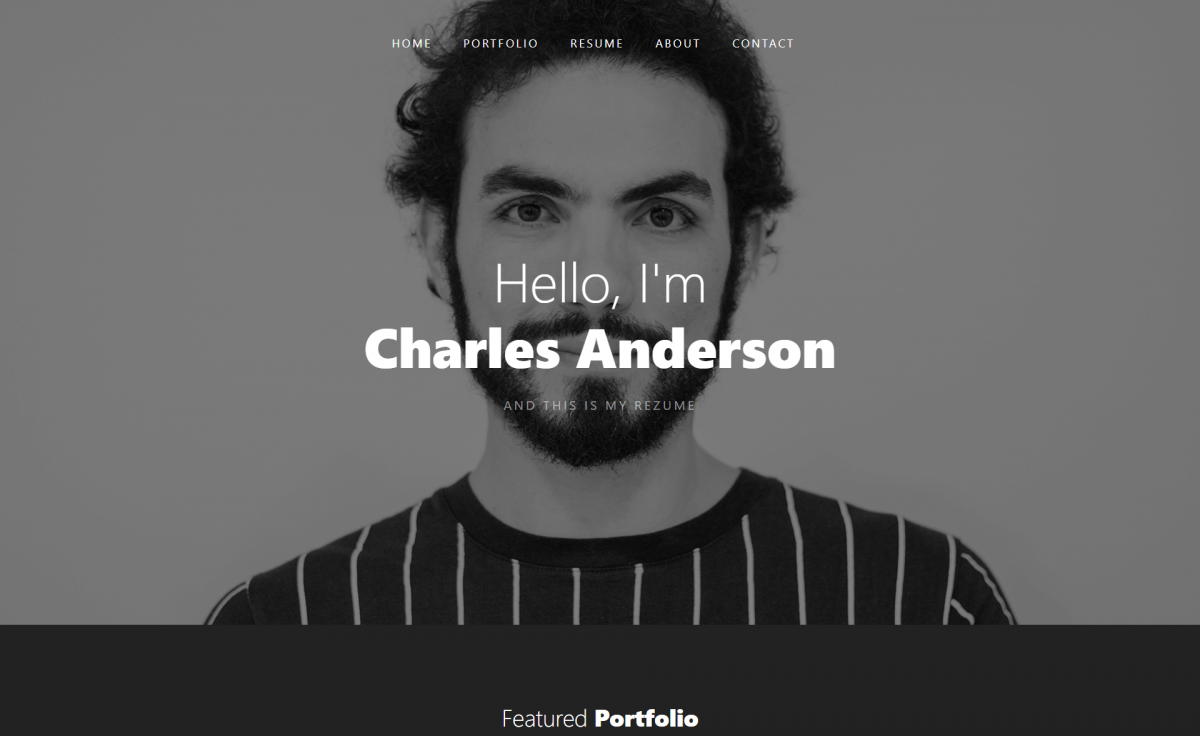 HOME PORTFOLIO RESUME ABOUT CONTACT
Hello, I'm
Charles Anderson
AND THIS IS MY REZUME
Featured Portfolio